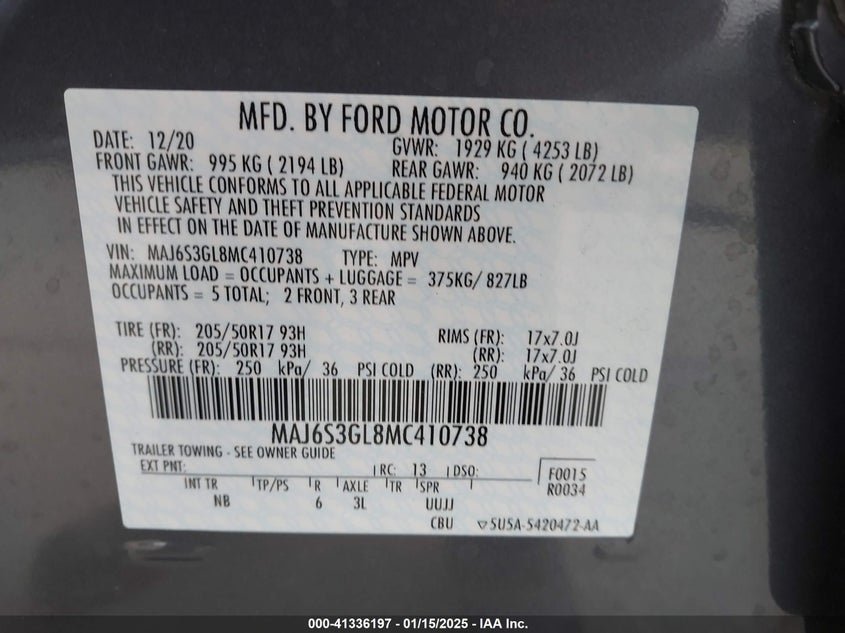 MFD. BY FORD MOTOR CO.
DATE: 12/20 GVWR: 1929 KG ( 4253 LB)
FRONT GAWR: 995 KG ( 2194 LB) REAR GAWR: 940 KG ( 2072 LB)
THIS VEHICLE CONFORMS TO ALL APPLICABLE FEDERAL MOTOR
VEHICLE SAFETY AND THEFT PREVENTION STANDARDS
IN EFFECT ON THE DATE OF MANUFACTURE SHOWN ABOVE.
VIN: MAJ6S3GL8MC410738 TYPE: MPV
MAXIMUM LOAD = OCCUPANTS + LUGGAGE = 375KG/ 827LB
OCCUPANTS = 5 TOTAL; 2 FRONT, 3 REAR
TIRE (FR): 205/50R17 93H RIMS (FR): 17x7.0J
(RR): 205/50R17 93H (RR): 17x7.0J
PRESSURE (FR): 250 kPa/ 36 PSI COLD (RR): 250 kPa/ 36 PSI COLD
MAJ6S3GL8MC410738
TRAILER TOWING - SEE OWNER GUIDE
EXT PNT: RC: 13 DSO: F0015
INT TR TP/PS R AXLE TR SPR R0034
NB 6 3L UUJJ
CBU 5U5A-5420472-AA
000-41336197 - 01/15/2025 - IAA Inc.